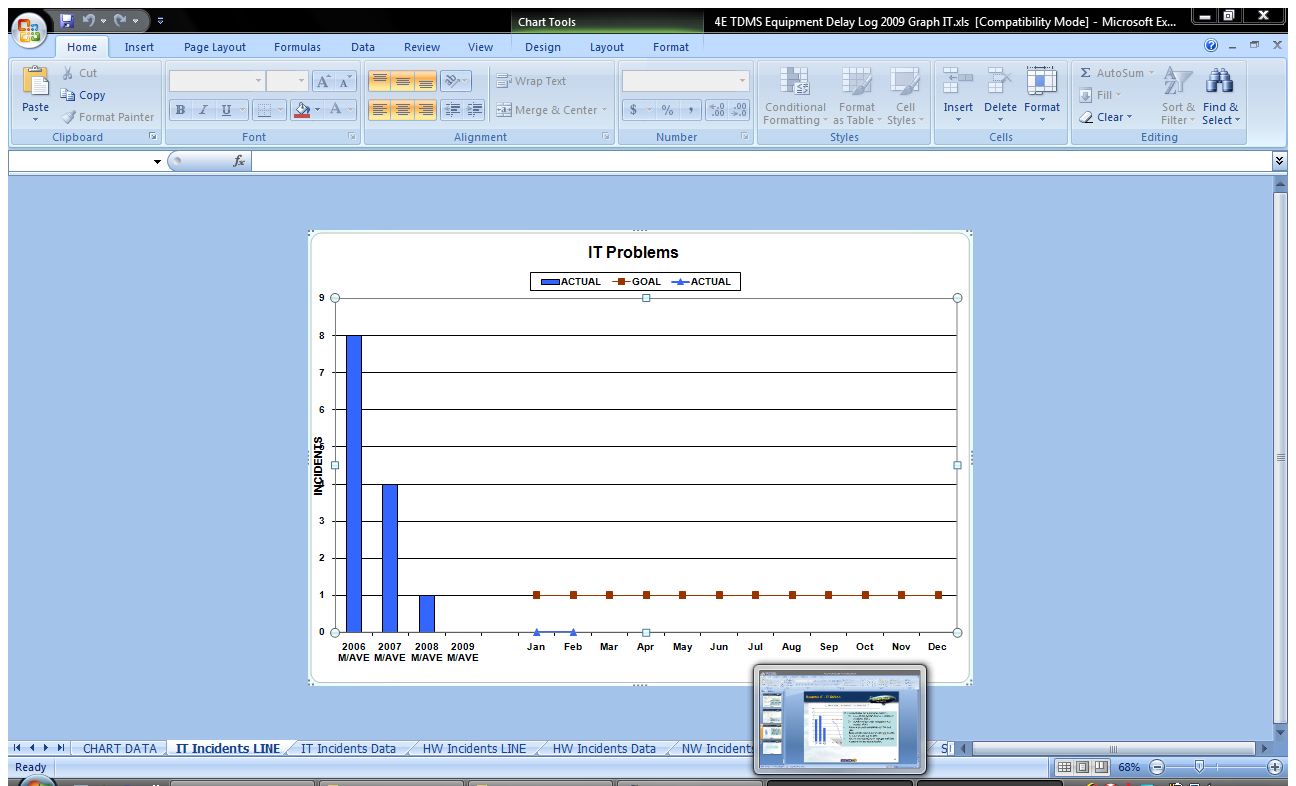 Chart Tools
4E TDMS Equipment Delay Log 2009 Graph IT.xls [Compatibility Mode] - Microsoft Ex...
Home Insert Page Layout Formulas Data Review View Design Layout Format
Paste
Cut
Copy
Format Painter
Clipboard
B I U
A A
A
Font
Wrap Text
Merge & Center
Alignment
$ % ,
.0 .00
.00 .0
Number
Conditional Formatting
Format as Table
Cell Styles
Styles
Insert Delete Format
Cells
Σ AutoSum
Fill
Clear
Sort & Filter
Find & Select
Editing
fx
IT Problems
ACTUAL GOAL ACTUAL
INCIDENTS
9
8
7
6
5
4
3
2
1
0
2006 2007 2008 2009 Jan Feb Mar Apr May Jun Jul Aug Sep Oct Nov Dec
M/AVE M/AVE M/AVE M/AVE
CHART DATA IT Incidents LINE IT Incidents Data HW Incidents LINE HW Incidents Data NW Incidents
Ready
68%